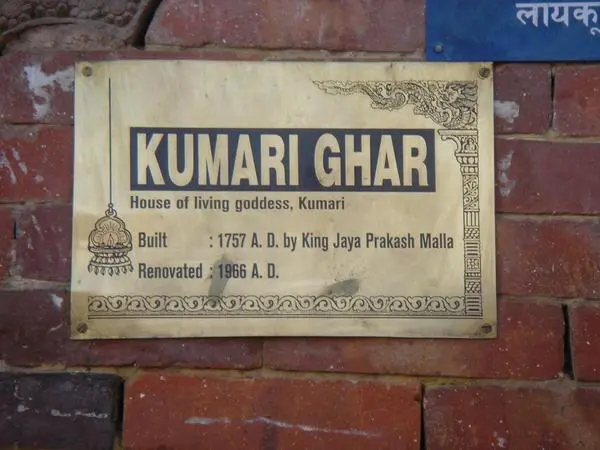 लायकू
KUMARI GHAR
House of living goddess, Kumari
Built : 1757 A. D. by King Jaya Prakash Malla
Renovated : 1966 A. D.